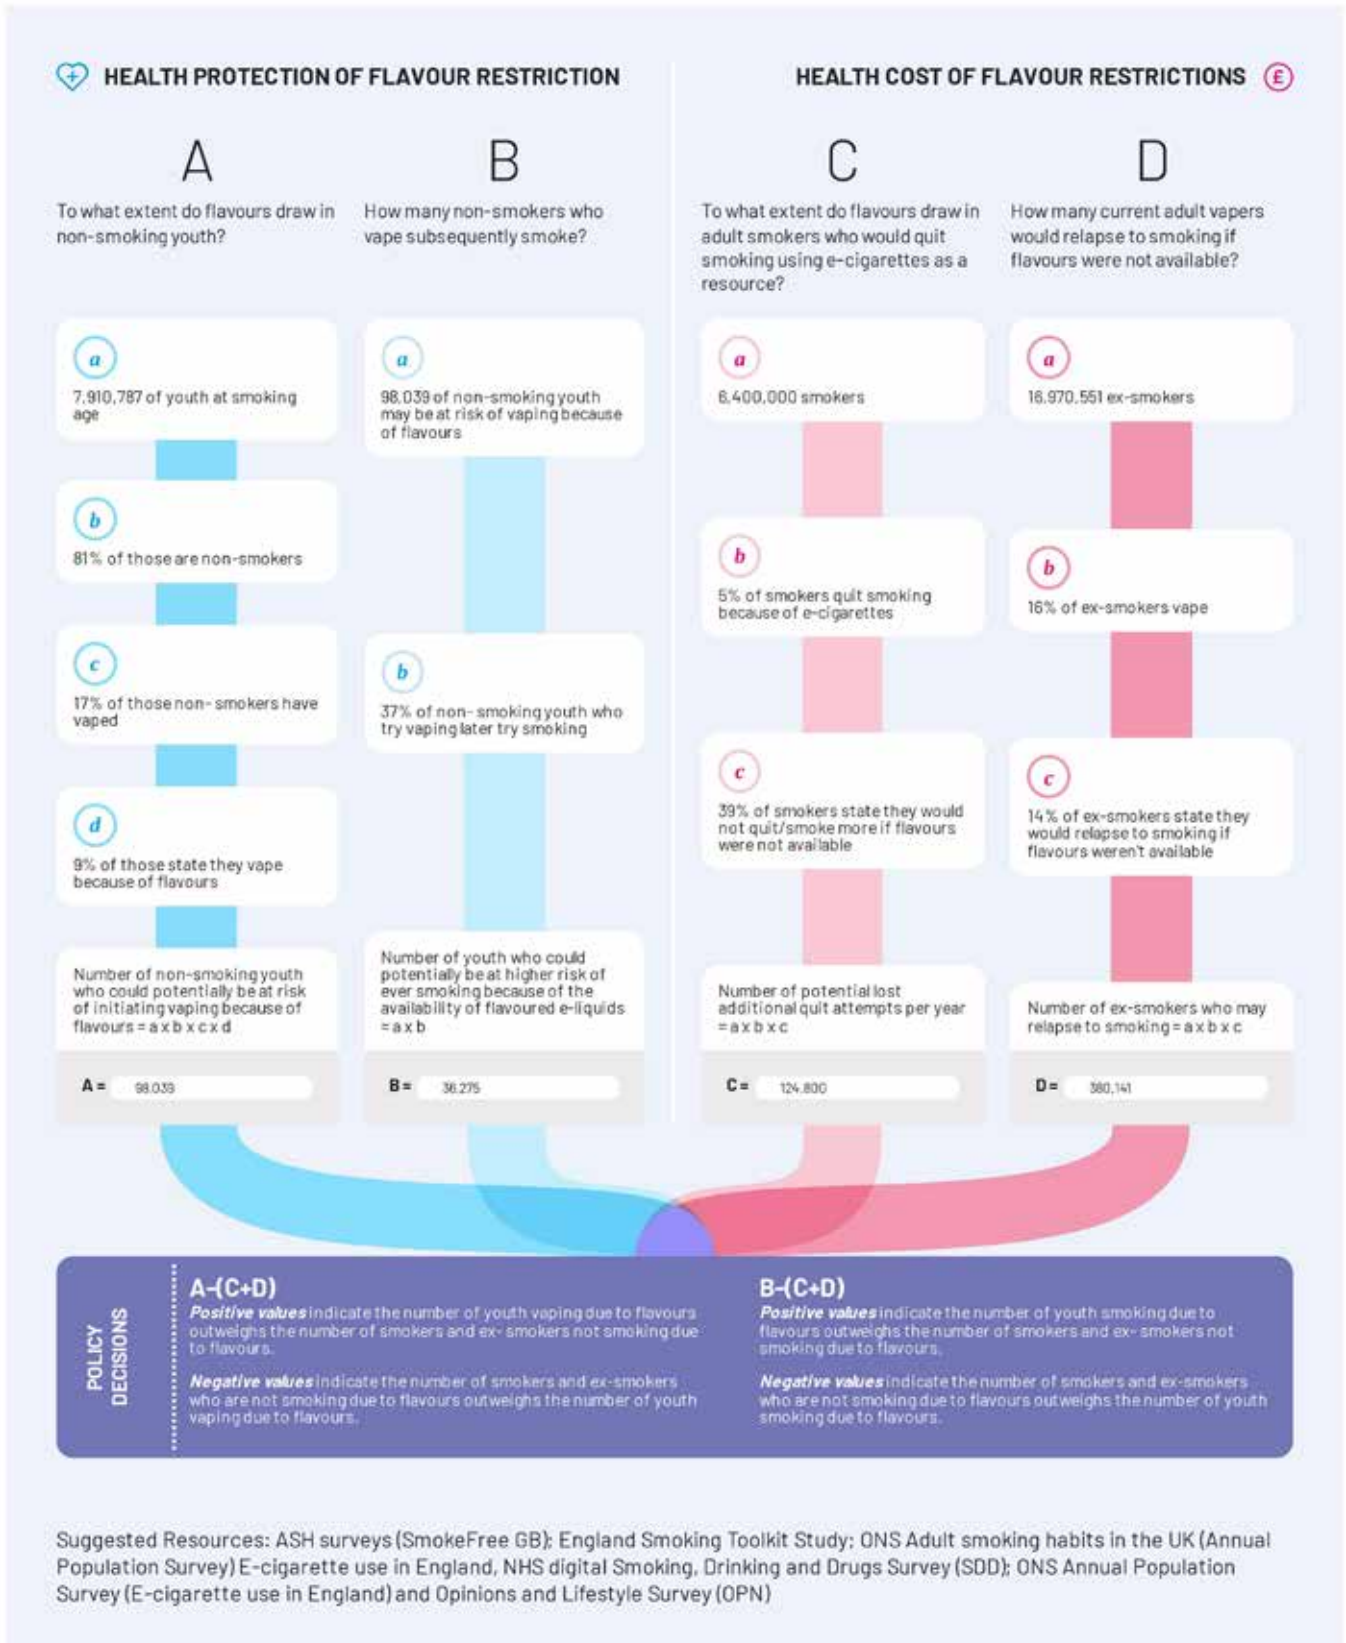 HEALTH PROTECTION OF FLAVOUR RESTRICTION
A
To what extent do flavours draw in
non-smoking youth?
a
7,910,787 of youth at smoking
age
b
81% of those are non-smokers
c
17% of those non- smokers have
vaped
d
9% of those state they vape
because of flavours
Number of non-smoking youth
who could potentially be at risk
of initiating vaping because of
flavours = a x b x c x d
A = 98.039
B
How many non-smokers who
vape subsequently smoke?
a
98,039 of non-smoking youth
may be at risk of vaping because
of flavours
b
37% of non- smoking youth who
try vaping later try smoking
Number of youth who could
potentially be at higher risk of
ever smoking because of the
availability of flavoured e-liquids
= a x b
B = 36.275
HEALTH COST OF FLAVOUR RESTRICTIONS £
C
To what extent do flavours draw in
adult smokers who would quit
smoking using e-cigarettes as a
resource?
a
6,400,000 smokers
b
5% of smokers quit smoking
because of e-cigarettes
c
39% of smokers state they would
not quit/smoke more if flavours
were not available
Number of potential lost
additional quit attempts per year
= a x b x c
C = 124.800
D
How many current adult vapers
would relapse to smoking if
flavours were not available?
a
16,970,551 ex-smokers
b
16% of ex-smokers vape
c
14% of ex-smokers state they
would relapse to smoking if
flavours weren't available
Number of ex-smokers who may
relapse to smoking = a x b x c
D = 380,141
POLICY
DECISIONS
A-(C+D)
Positive values indicate the number of youth vaping due to flavours
outweighs the number of smokers and ex- smokers not smoking due
to flavours.
Negative values indicate the number of smokers and ex-smokers
who are not smoking due to flavours outweighs the number of youth
vaping due to flavours.
B-(C+D)
Positive values indicate the number of youth smoking due to
flavours outweighs the number of smokers and ex- smokers not
smoking due to flavours.
Negative values indicate the number of smokers and ex-smokers
who are not smoking due to flavours outweighs the number of youth
smoking due to flavours.
Suggested Resources: ASH surveys (SmokeFree GB); England Smoking Toolkit Study; ONS Adult smoking habits in the UK (Annual
Population Survey) E-cigarette use in England, NHS digital Smoking, Drinking and Drugs Survey (SDD); ONS Annual Population
Survey (E-cigarette use in England) and Opinions and Lifestyle Survey (OPN)